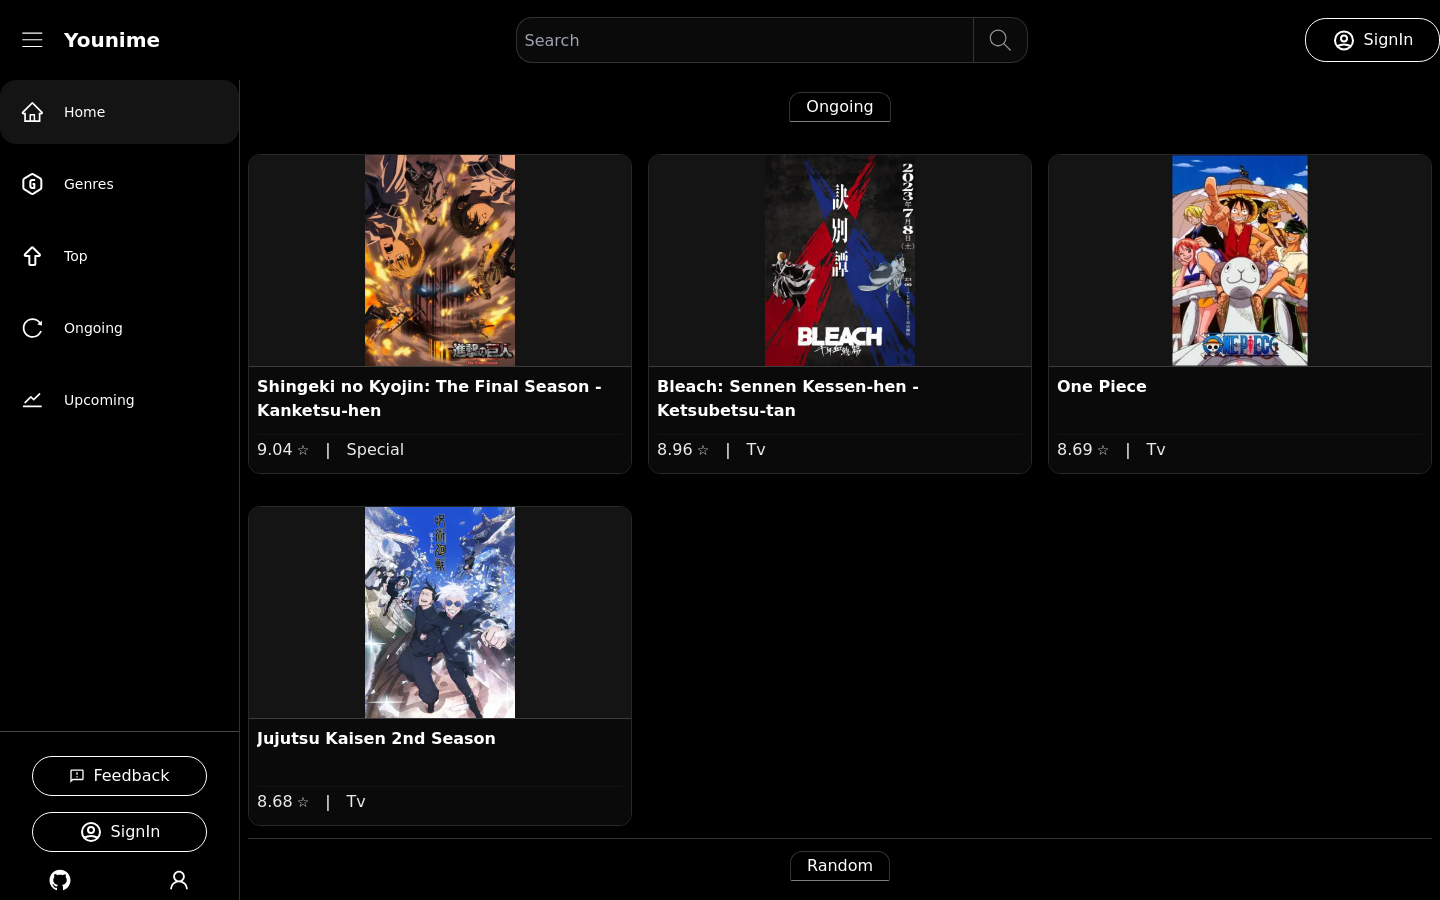 Younime
Search
SignIn
Home
Genres
Top
Ongoing
Upcoming
Feedback
SignIn
Ongoing
進撃の巨人
Shingeki no Kyojin: The Final Season -
Kanketsu-hen
9.04 ☆ | Special
訣別譚
2023年7月8日(土)
BLEACH
千年血戦篇
Bleach: Sennen Kessen-hen -
Ketsubetsu-tan
8.96 ☆ | Tv
ONE PIECE
One Piece
8.69 ☆ | Tv
呪術廻戦
Jujutsu Kaisen 2nd Season
8.68 ☆ | Tv
Random